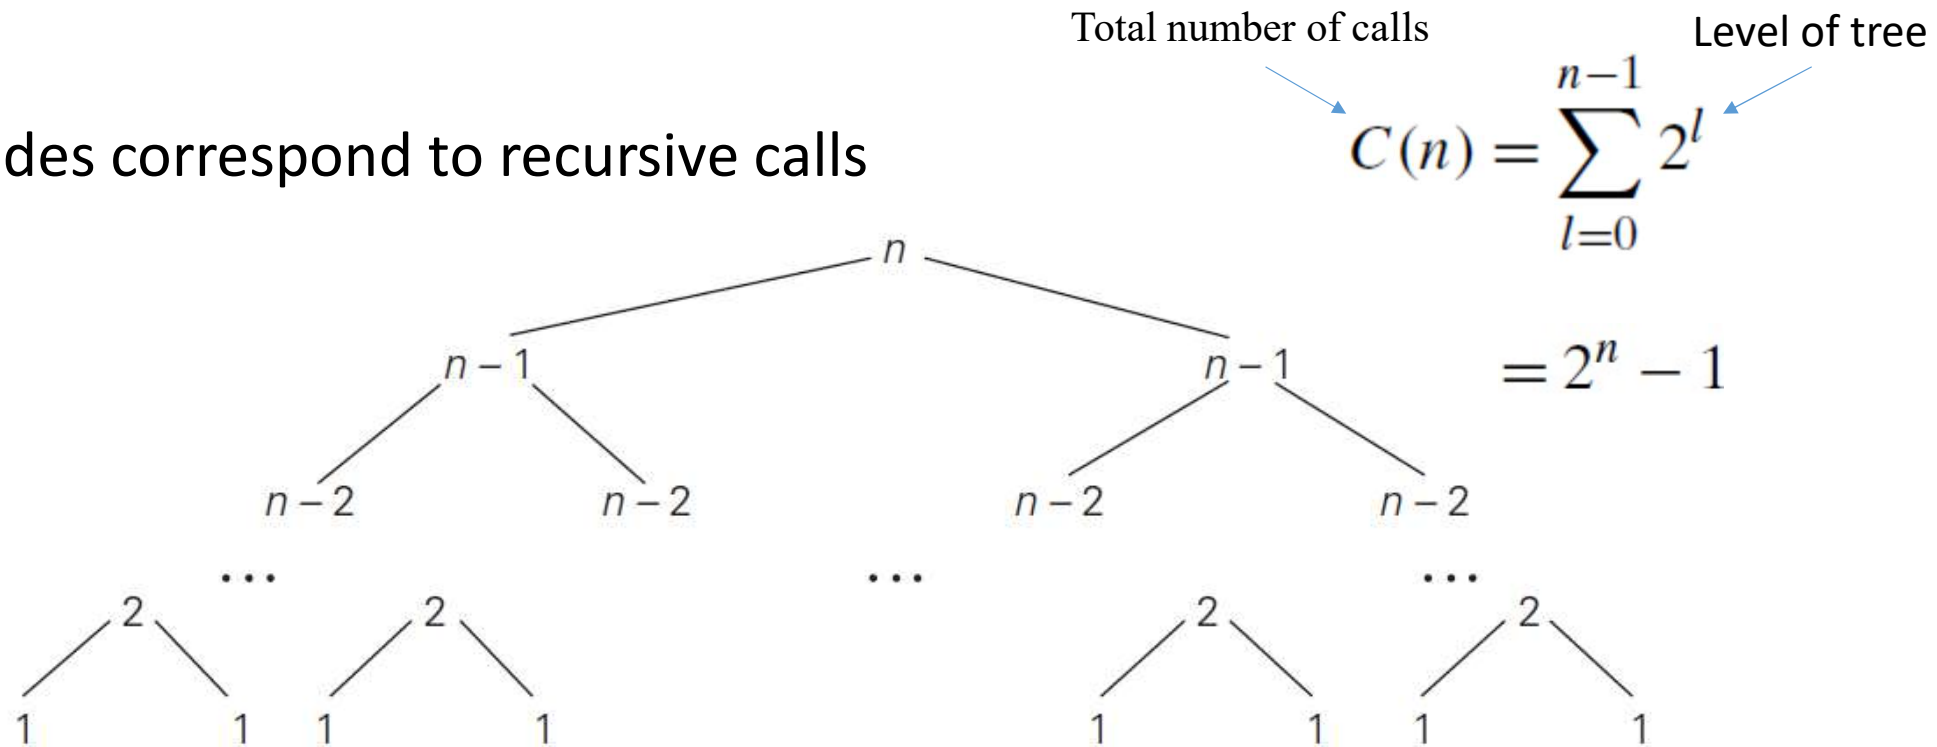 Total number of calls
Level of tree
des correspond to recursive calls
C(n) = \sum_{l=0}^{n-1} 2^l
= 2^n − 1
n
n − 1 n − 1
n − 2 n − 2 n − 2 n − 2
... ... ...
2 2 2 2
1 1 1 1 1 1 1 1